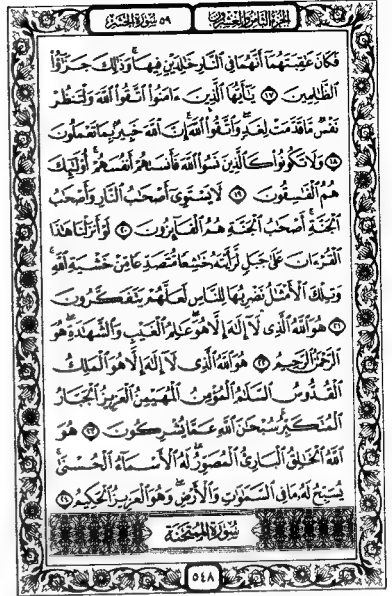 الجزء الثامن والعشرون ٥٩ سورة الحشر
فَكَانَ عَٰقِبَتَهُمَآ أَنَّهُمَا فِي ٱلنَّارِ خَٰلِدَيْنِ فِيهَا ۚ وَذَٰلِكَ جَزَٰٓؤُا۟
ٱلظَّٰلِمِينَ ١٧ يَٰٓأَيُّهَا ٱلَّذِينَ ءَامَنُوا۟ ٱتَّقُوا۟ ٱللَّهَ وَلْتَنظُرْ
نَفْسٌ مَّا قَدَّمَتْ لِغَدٍ ۖ وَٱتَّقُوا۟ ٱللَّهَ ۚ إِنَّ ٱللَّهَ خَبِيرٌۢ بِمَا تَعْمَلُونَ
١٨ وَلَا تَكُونُوا۟ كَٱلَّذِينَ نَسُوا۟ ٱللَّهَ فَأَنسَىٰهُمْ أَنفُسَهُمْ ۚ أُو۟لَٰٓئِكَ
هُمُ ٱلْفَٰسِقُونَ ١٩ لَا يَسْتَوِىٓ أَصْحَٰبُ ٱلنَّارِ وَأَصْحَٰبُ
ٱلْجَنَّةِ ۚ أَصْحَٰبُ ٱلْجَنَّةِ هُمُ ٱلْفَآئِزُونَ ٢٠ لَوْ أَنزَلْنَا هَٰذَا
ٱلْقُرْءَانَ عَلَىٰ جَبَلٍ لَّرَأَيْتَهُۥ خَٰشِعًا مُّتَصَدِّعًا مِّنْ خَشْيَةِ ٱللَّهِ ۚ
وَتِلْكَ ٱلْأَمْثَٰلُ نَضْرِبُهَا لِلنَّاسِ لَعَلَّهُمْ يَتَفَكَّرُونَ
٢١ هُوَ ٱللَّهُ ٱلَّذِى لَآ إِلَٰهَ إِلَّا هُوَ ۖ عَٰلِمُ ٱلْغَيْبِ وَٱلشَّهَٰدَةِ ۖ هُوَ
ٱلرَّحْمَٰنُ ٱلرَّحِيمُ ٢٢ هُوَ ٱللَّهُ ٱلَّذِى لَآ إِلَٰهَ إِلَّا هُوَ ٱلْمَلِكُ
ٱلْقُدُّوسُ ٱلسَّلَٰمُ ٱلْمُؤْمِنُ ٱلْمُهَيْمِنُ ٱلْعَزِيزُ ٱلْجَبَّارُ
ٱلْمُتَكَبِّرُ ۚ سُبْحَٰنَ ٱللَّهِ عَمَّا يُشْرِكُونَ ٢٣ هُوَ
ٱللَّهُ ٱلْخَٰلِقُ ٱلْبَارِئُ ٱلْمُصَوِّرُ ۖ لَهُ ٱلْأَسْمَآءُ ٱلْحُسْنَىٰ ۚ
يُسَبِّحُ لَهُۥ مَا فِى ٱلسَّمَٰوَٰتِ وَٱلْأَرْضِ ۖ وَهُوَ ٱلْعَزِيزُ ٱلْحَكِيمُ ٢٤
سورة الممتحنة
٥٤٨